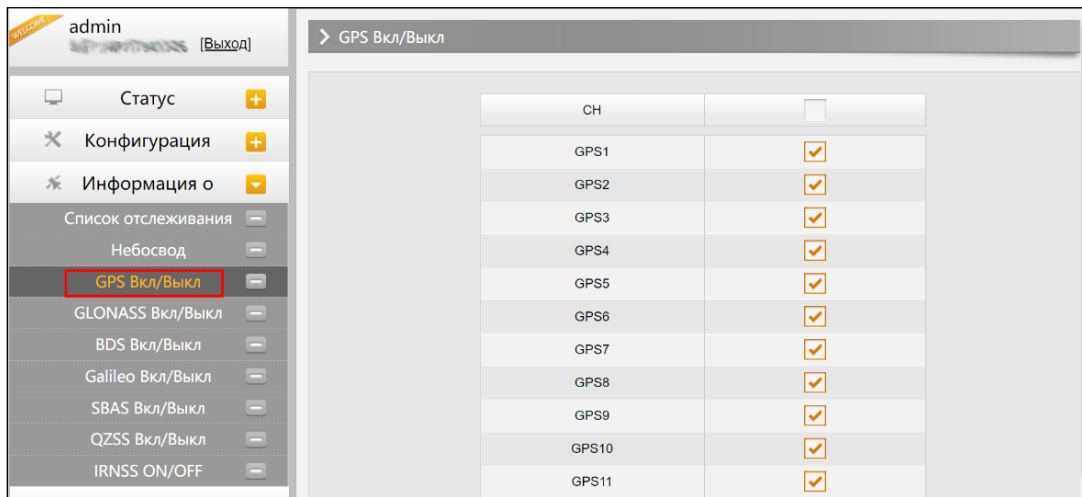 WELCOME
admin
[Выход]
Статус
Конфигурация
Информация о
Список отслеживания
Небосвод
GPS Вкл/Выкл
GLONASS Вкл/Выкл
BDS Вкл/Выкл
Galileo Вкл/Выкл
SBAS Вкл/Выкл
QZSS Вкл/Выкл
IRNSS ON/OFF
GPS Вкл/Выкл
CH
GPS1
GPS2
GPS3
GPS4
GPS5
GPS6
GPS7
GPS8
GPS9
GPS10
GPS11